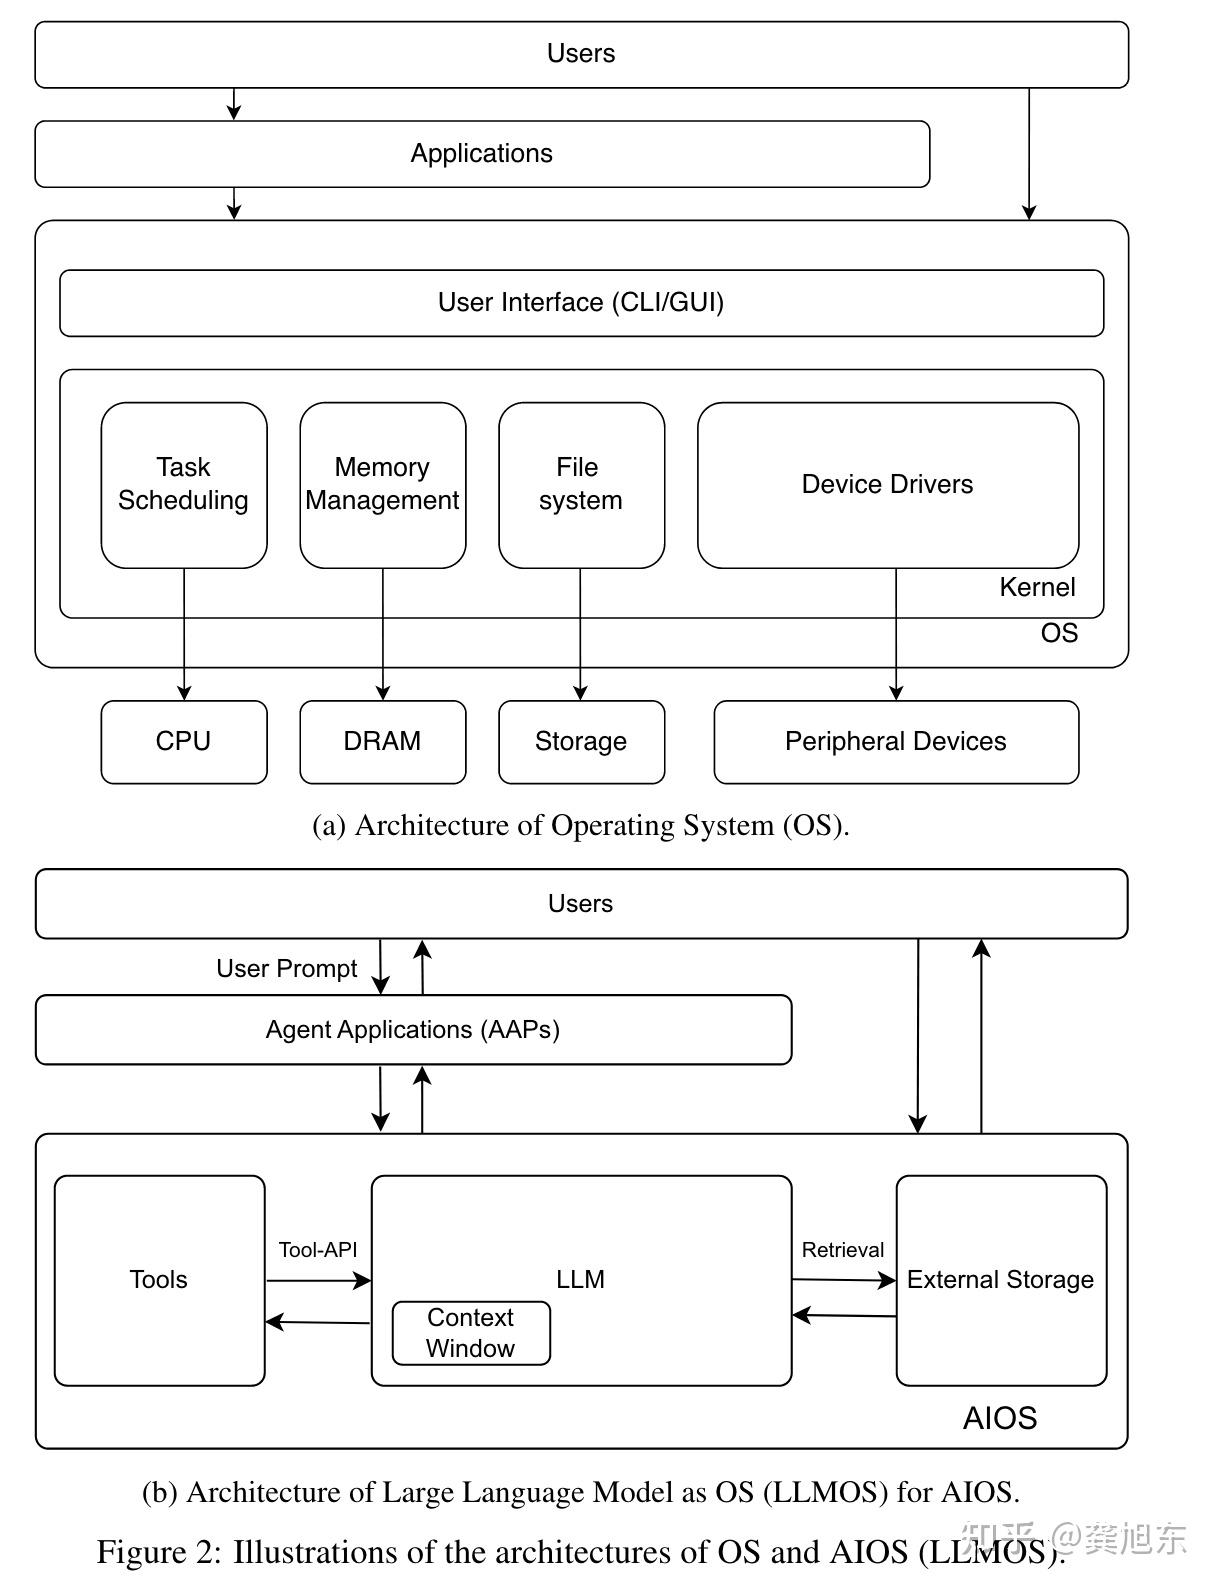 Users
Applications
User Interface (CLI/GUI)
Task
Scheduling
Memory
Management
File
system
Device Drivers
Kernel
OS
CPU
DRAM
Storage
Peripheral Devices
(a) Architecture of Operating System (OS).
Users
User Prompt
Agent Applications (AAPs)
Tools
Tool-API
LLM
Context
Window
Retrieval
External Storage
AIOS
(b) Architecture of Large Language Model as OS (LLMOS) for AIOS.
Figure 2: Illustrations of the architectures of OS and AIOS (LLMOS).
知乎 @龚旭东